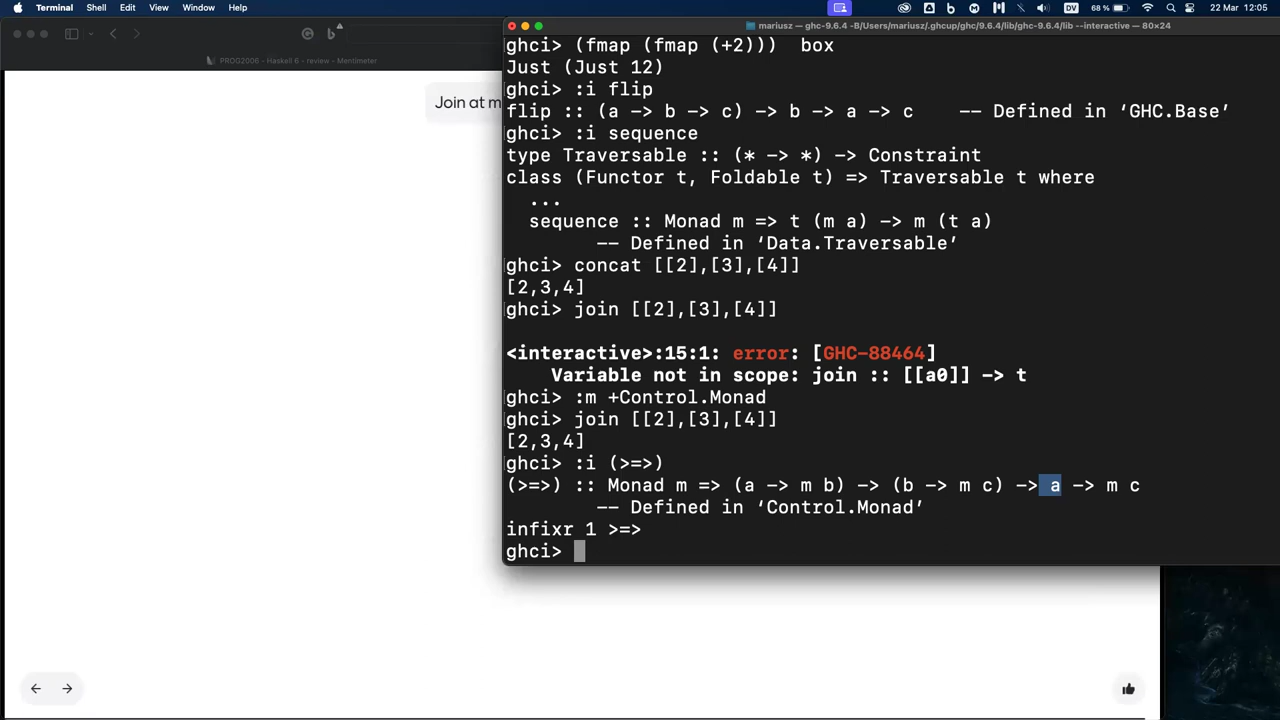 Terminal Shell Edit View Window Help
68 % 22 Mar 12:05
mariusz — ghc-9.6.4 -B/Users/mariusz/.ghcup/ghc/9.6.4/lib/ghc-9.6.4/lib --interactive — 80×24
PROG2006 - Haskell 6 - review - Mentimeter
Join at m
ghci> (fmap (fmap (+2)))  box
Just (Just 12)
ghci> :i flip
flip :: (a -> b -> c) -> b -> a -> c    -- Defined in ‘GHC.Base’
ghci> :i sequence
type Traversable :: (* -> *) -> Constraint
class (Functor t, Foldable t) => Traversable t where
  ...
  sequence :: Monad m => t (m a) -> m (t a)
        -- Defined in ‘Data.Traversable’
ghci> concat [[2],[3],[4]]
[2,3,4]
ghci> join [[2],[3],[4]]
<interactive>:15:1: error: [GHC-88464]
    Variable not in scope: join :: [[a0]] -> t
ghci> :m +Control.Monad
ghci> join [[2],[3],[4]]
[2,3,4]
ghci> :i (>=>)
(>=>) :: Monad m => (a -> m b) -> (b -> m c) -> a -> m c
        -- Defined in ‘Control.Monad’
infixr 1 >=>
ghci>